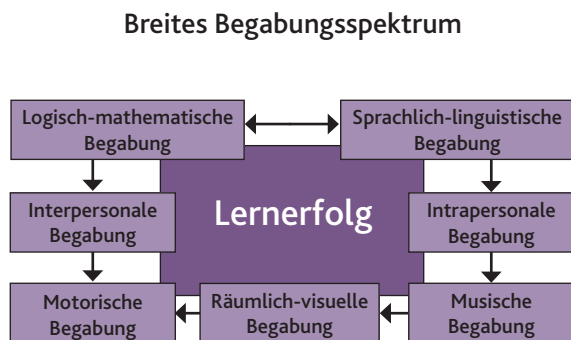 Breites Begabungsspektrum
Logisch-mathematische
Begabung
Sprachlich-linguistische
Begabung
Interpersonale
Begabung
Lernerfolg
Intrapersonale
Begabung
Motorische
Begabung
Räumlich-visuelle
Begabung
Musische
Begabung